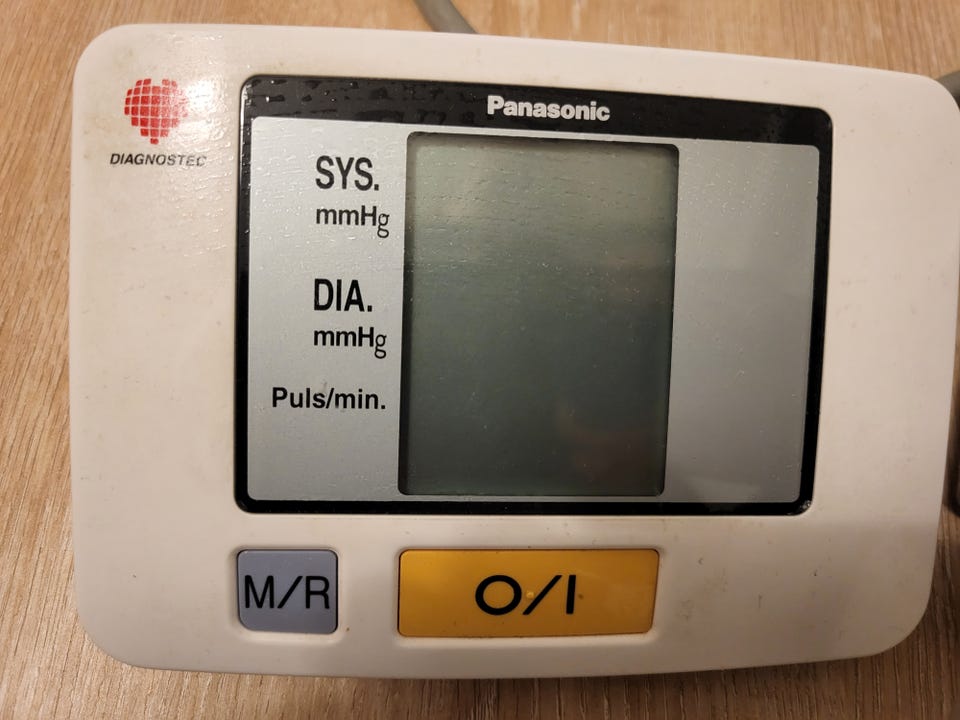 Panasonic
DIAGNOSTEC
SYS.
mmHg
DIA.
mmHg
Puls/min.
M/R
O/I